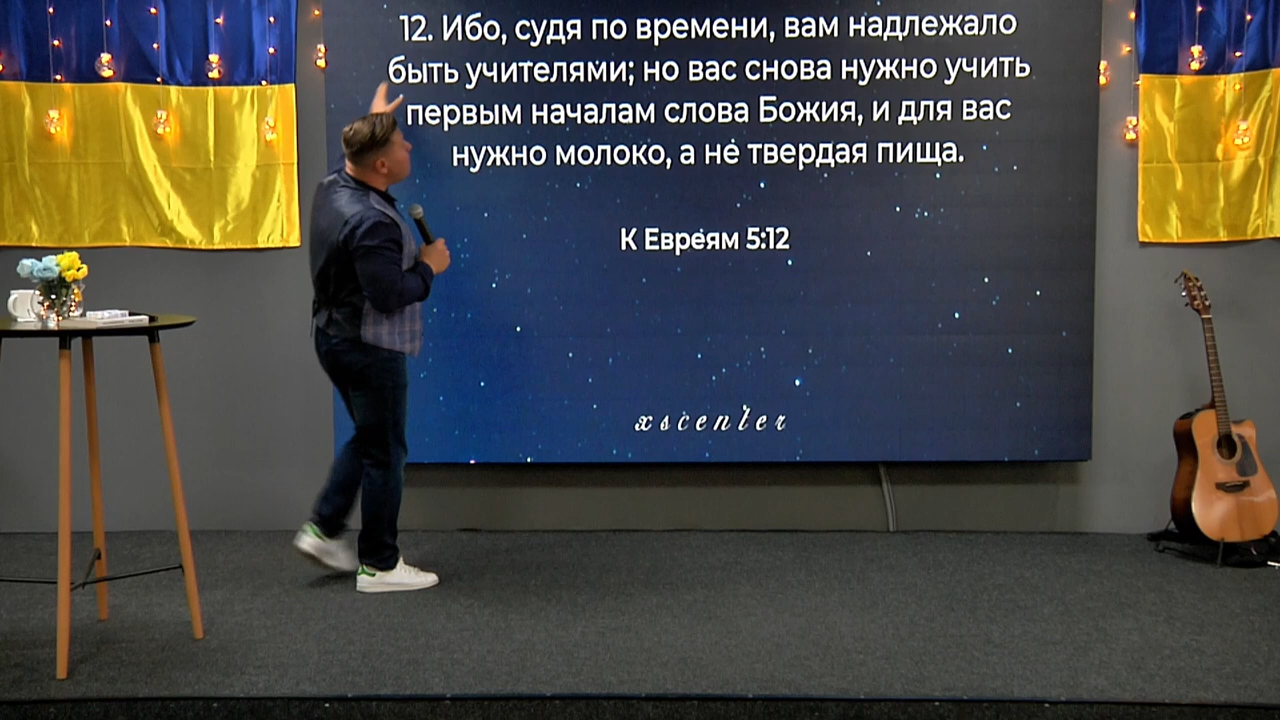 12. Ибо, судя по времени, вам надлежало
быть учителями; но вас снова нужно учить
первым началам слова Божия, и для вас
нужно молоко, а не твердая пища.
К Евреям 5:12
xscenter